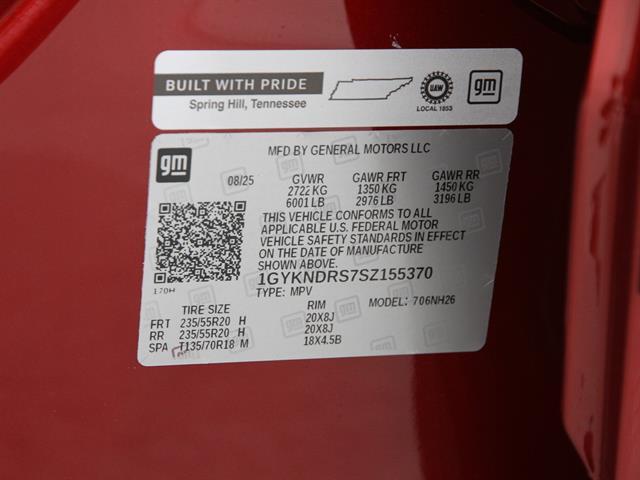 BUILT WITH PRIDE
Spring Hill, Tennessee
UAW
LOCAL 1853
gm
gm
MFD BY GENERAL MOTORS LLC
08/25 GVWR GAWR FRT GAWR RR
2722 KG 1350 KG 1450 KG
6001 LB 2976 LB 3196 LB
THIS VEHICLE CONFORMS TO ALL
APPLICABLE U.S. FEDERAL MOTOR
VEHICLE SAFETY STANDARDS IN EFFECT
ON THE DATE OF MANUFACTURE
SHOWN ABOVE.
1GYKNDRS7SZ155370
170H
TYPE: MPV MODEL: 706NH26
TIRE SIZE RIM
FRT 235/55R20 H 20X8J
RR 235/55R20 H 20X8J
SPA T135/70R18 M 18X4.5B